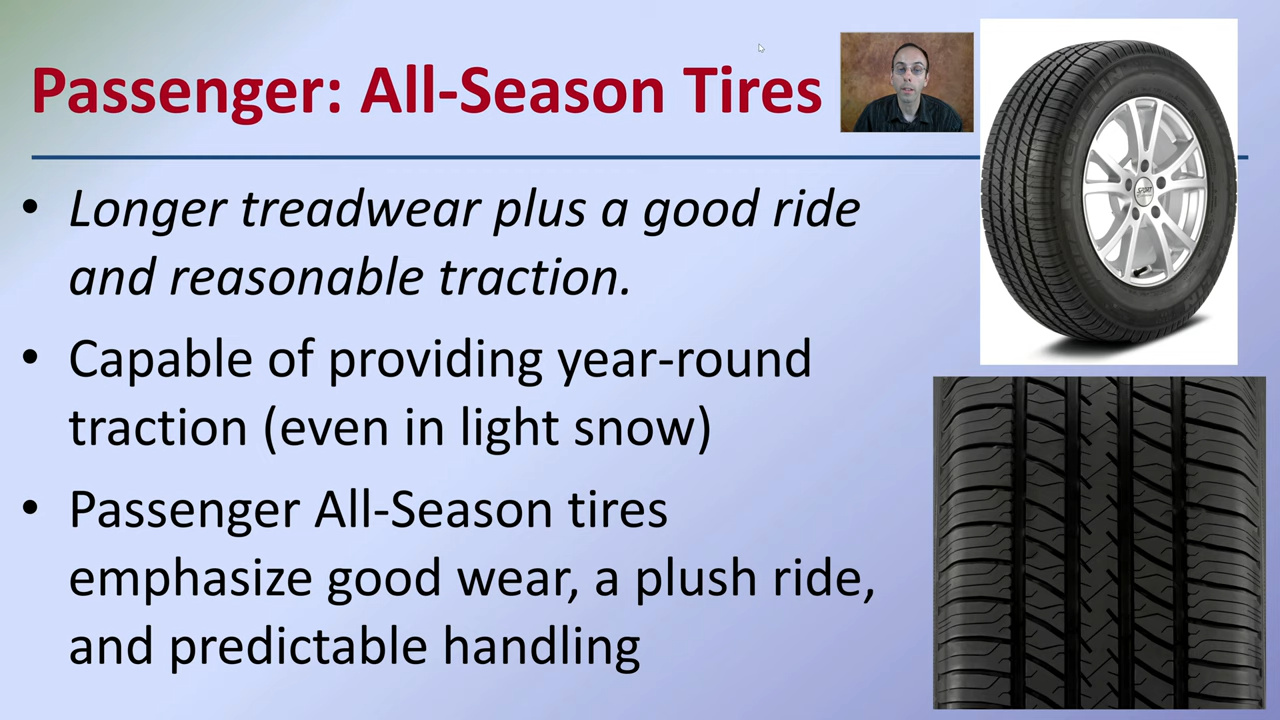 Passenger: All-Season Tires
• Longer treadwear plus a good ride
and reasonable traction.
• Capable of providing year-round
traction (even in light snow)
• Passenger All-Season tires
emphasize good wear, a plush ride,
and predictable handling
SPORT